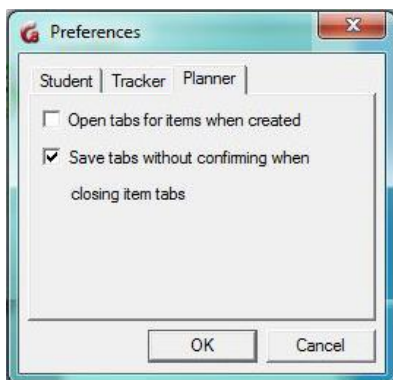 Preferences
Student Tracker Planner
Open tabs for items when created
Save tabs without confirming when
closing item tabs
OK Cancel